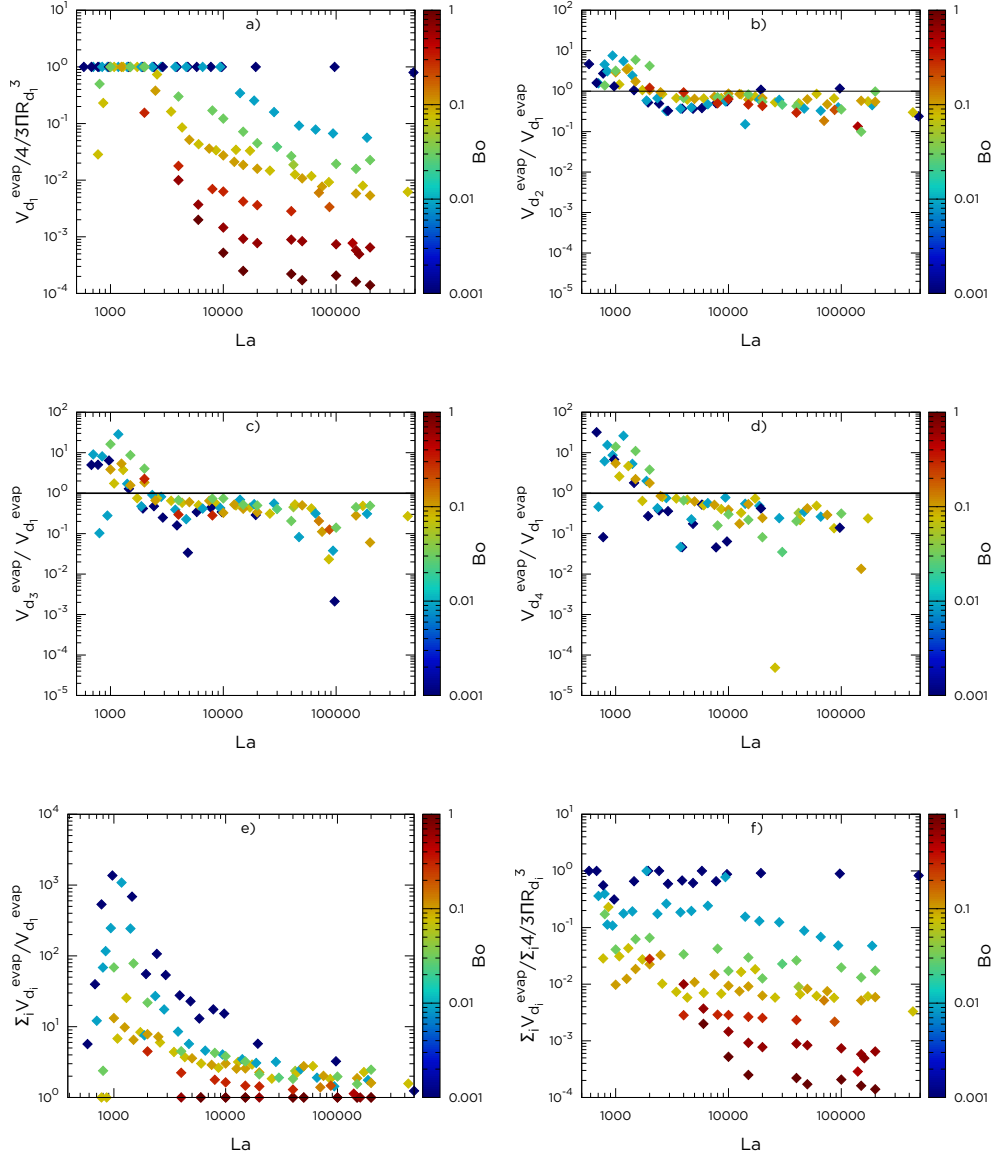 a)
V_{d_1}^{evap}/4/3ΠR_{d_1}^3
10^1
10^0
10^{-1}
10^{-2}
10^{-3}
10^{-4}
1000 10000 100000
La
1
0.1
0.01
0.001
Bo
b)
V_{d_2}^{evap}/ V_{d_1}^{evap}
10^2
10^1
10^0
10^{-1}
10^{-2}
10^{-3}
10^{-4}
10^{-5}
1000 10000 100000
La
1
0.1
0.01
0.001
Bo
c)
V_{d_3}^{evap}/ V_{d_1}^{evap}
10^2
10^1
10^0
10^{-1}
10^{-2}
10^{-3}
10^{-4}
10^{-5}
1000 10000 100000
La
1
0.1
0.01
0.001
Bo
d)
V_{d_4}^{evap}/ V_{d_1}^{evap}
10^2
10^1
10^0
10^{-1}
10^{-2}
10^{-3}
10^{-4}
10^{-5}
1000 10000 100000
La
1
0.1
0.01
0.001
Bo
e)
Σ_i V_{d_i}^{evap}/V_{d_1}^{evap}
10^4
10^3
10^2
10^1
10^0
1000 10000 100000
La
1
0.1
0.01
0.001
Bo
f)
Σ_i V_{d_i}^{evap}/Σ_i 4/3ΠR_{d_i}^3
10^1
10^0
10^{-1}
10^{-2}
10^{-3}
10^{-4}
1000 10000 100000
La
1
0.1
0.01
0.001
Bo